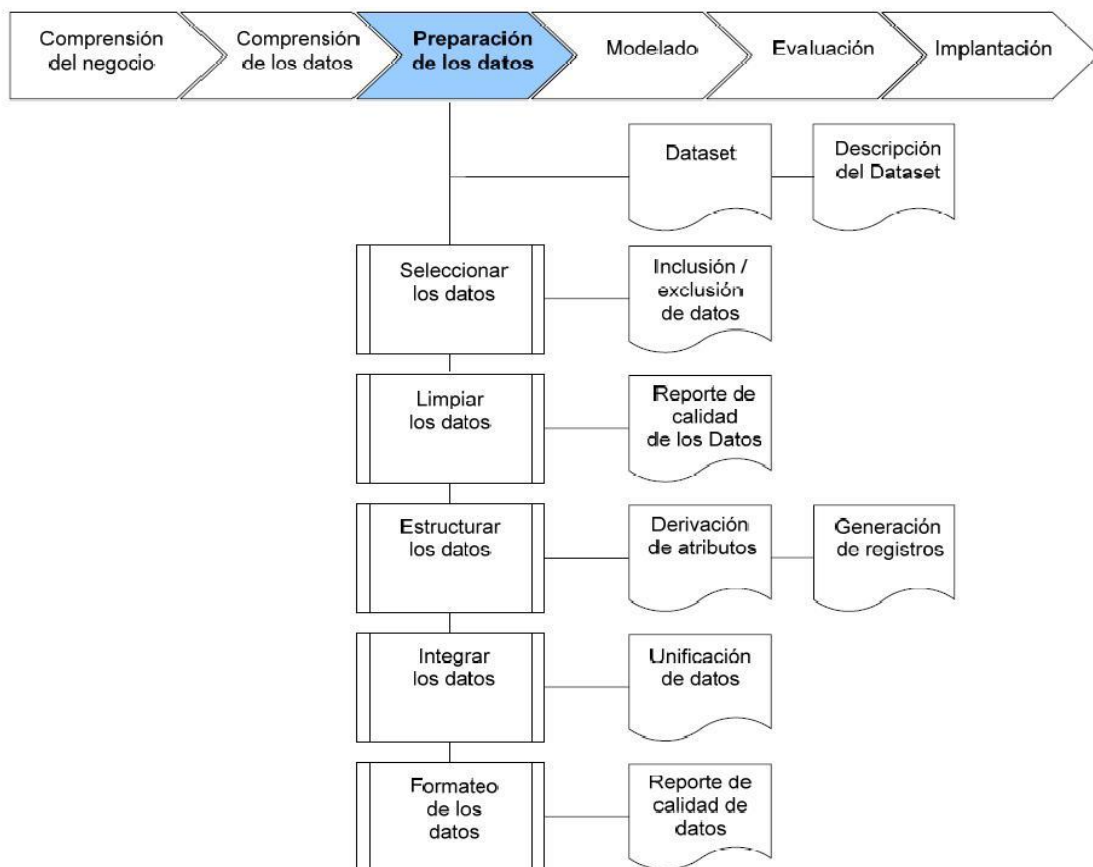 Comprensión
del negocio
Comprensión
de los datos
Preparación
de los datos
Modelado
Evaluación
Implantación
Dataset
Descripción
del Dataset
Seleccionar
los datos
Inclusión /
exclusión
de datos
Limpiar
los datos
Reporte de
calidad
de los Datos
Estructurar
los datos
Derivación
de atributos
Generación
de registros
Integrar
los datos
Unificación
de datos
Formateo
de los
datos
Reporte de
calidad de
datos